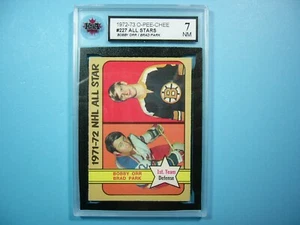 1972-73 O-PEE-CHEE
#227 ALL STARS
BOBBY ORR / BRAD PARK
7
NM
1971-72 NHL ALL STAR
BOBBY ORR
BRAD PARK
1st. Team
Defense